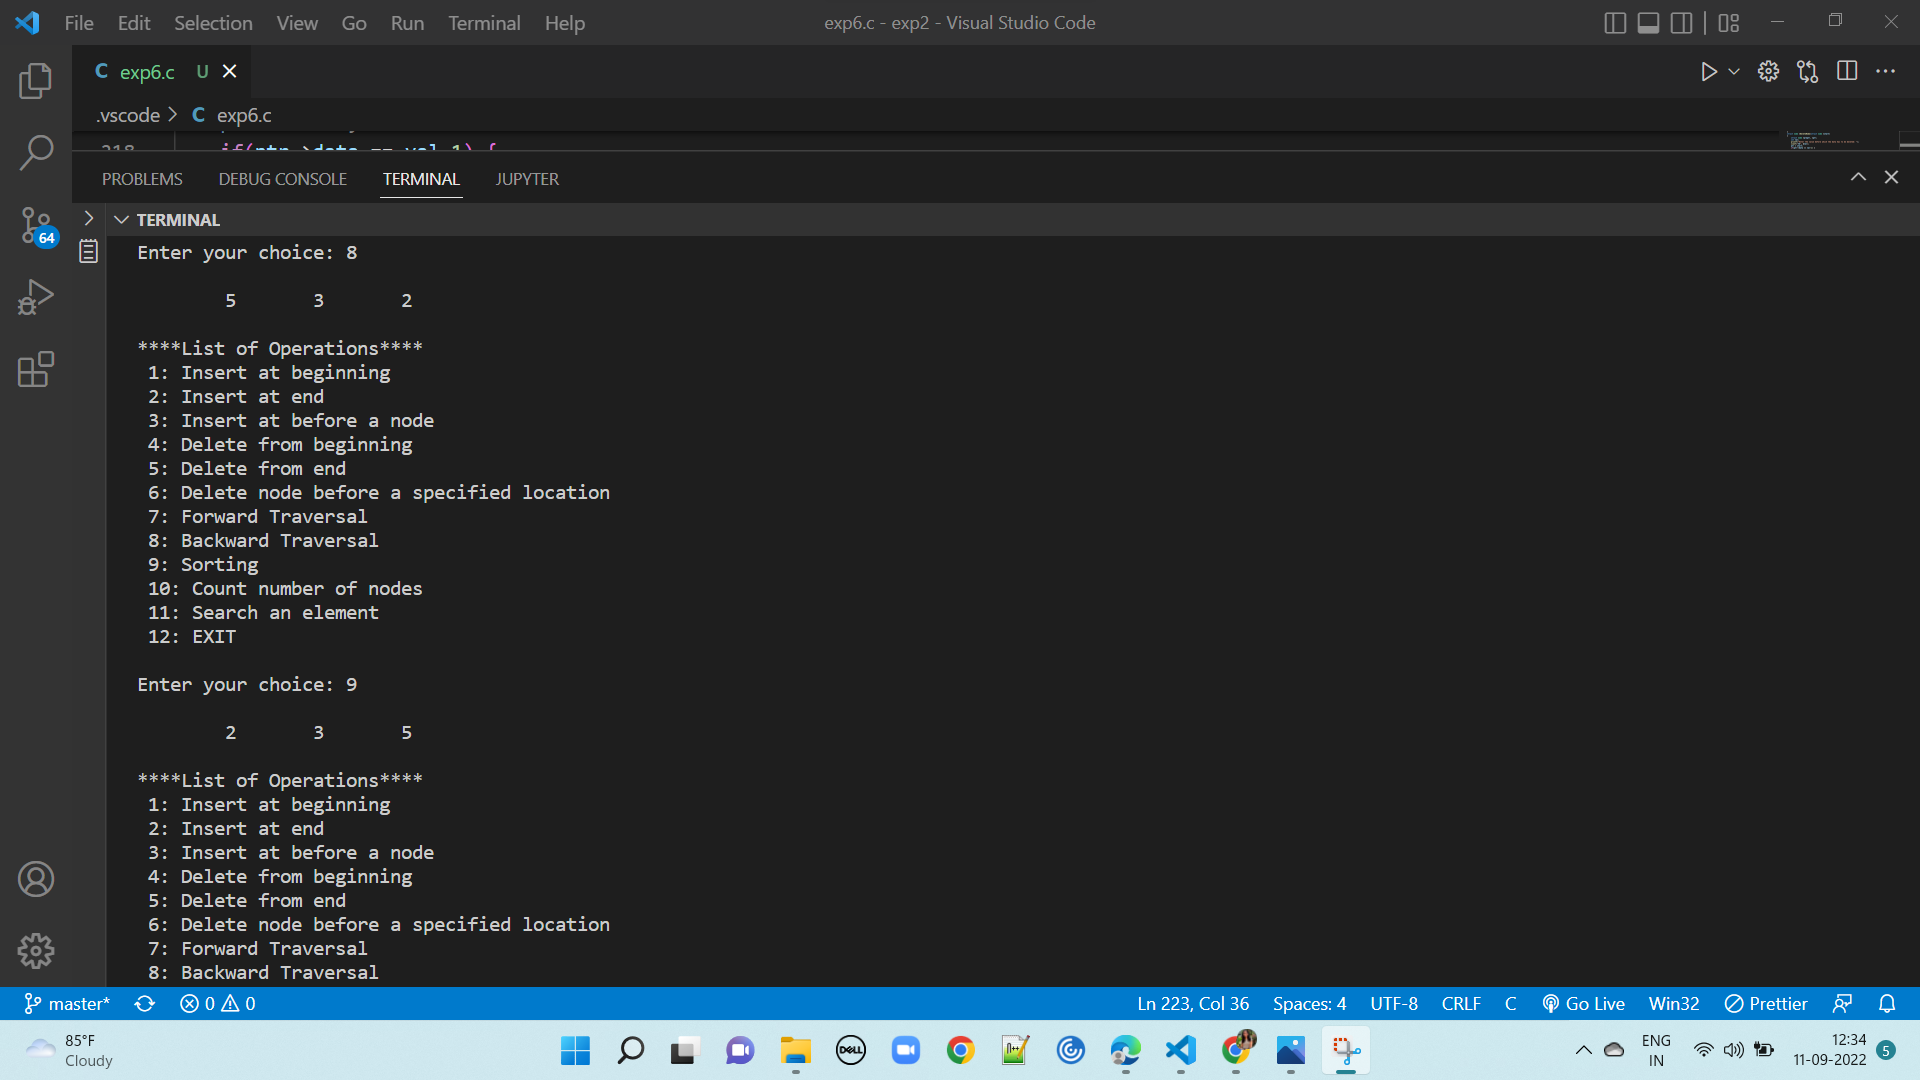 File Edit Selection View Go Run Terminal Help exp6.c - exp2 - Visual Studio Code
C exp6.c U
.vscode > C exp6.c
218 if(ptr->data == val_1) {
PROBLEMS DEBUG CONSOLE TERMINAL JUPYTER
TERMINAL
64
Enter your choice: 8
5 3 2
****List of Operations****
1: Insert at beginning
2: Insert at end
3: Insert at before a node
4: Delete from beginning
5: Delete from end
6: Delete node before a specified location
7: Forward Traversal
8: Backward Traversal
9: Sorting
10: Count number of nodes
11: Search an element
12: EXIT
Enter your choice: 9
2 3 5
****List of Operations****
1: Insert at beginning
2: Insert at end
3: Insert at before a node
4: Delete from beginning
5: Delete from end
6: Delete node before a specified location
7: Forward Traversal
8: Backward Traversal
master* 0 0 Ln 223, Col 36 Spaces: 4 UTF-8 CRLF C Go Live Win32 Prettier
85°F
Cloudy
DELL
ENG
IN
12:34
11-09-2022
5